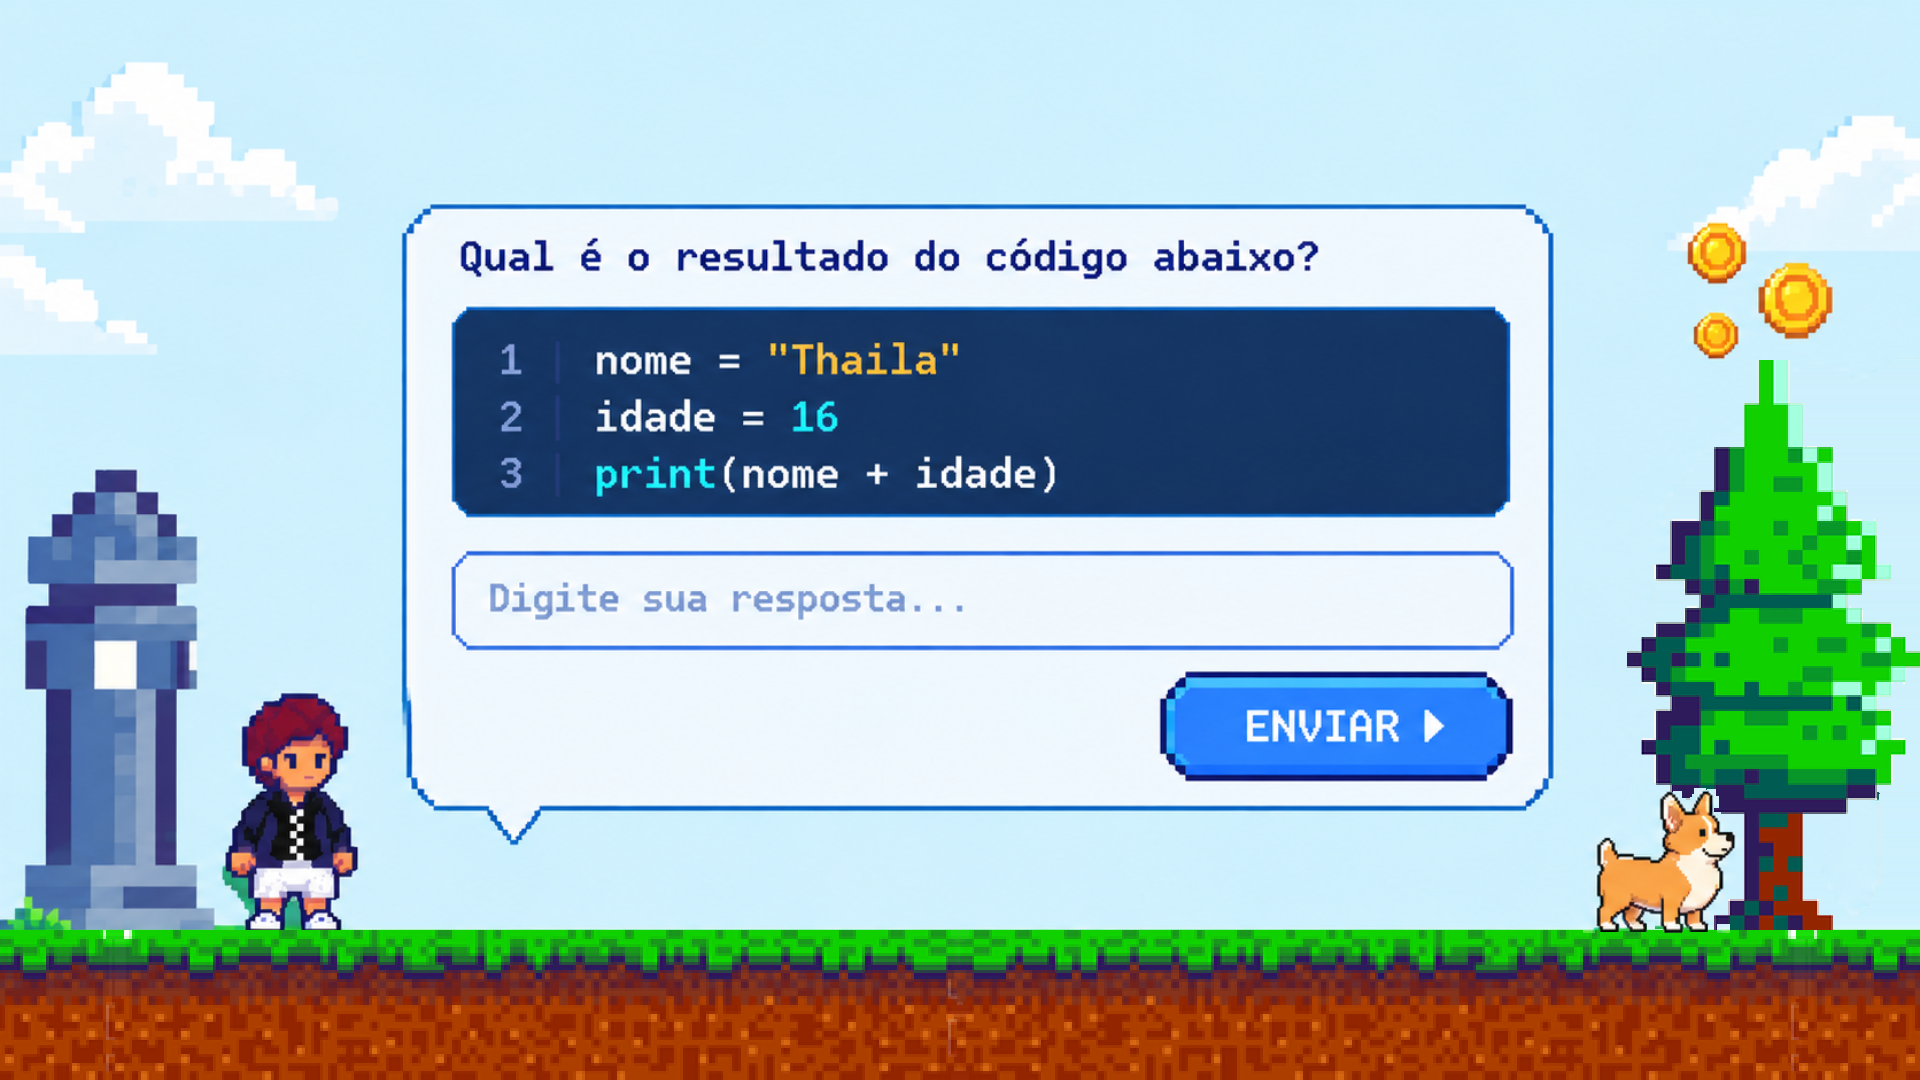 Qual é o resultado do código abaixo?
1 nome = "Thaila"
2 idade = 16
3 print(nome + idade)
Digite sua resposta...
ENVIAR